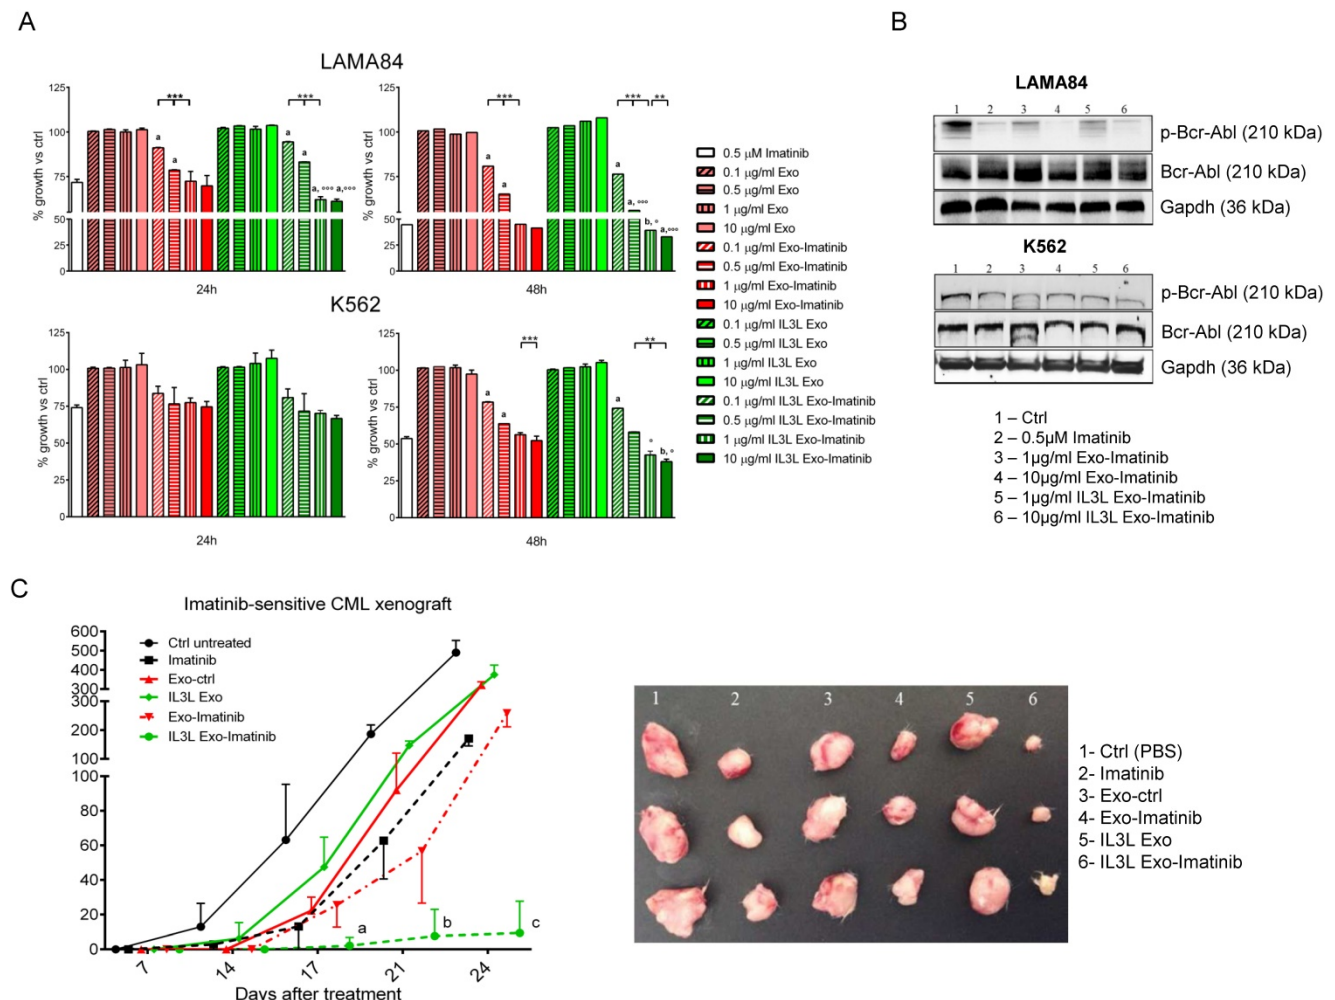 A
LAMA84
125
100
75
50
25
0
% growth vs ctrl
***
***
a
a
a
a
a, °°°
a,°°°
24h
125
100
75
50
25
0
% growth vs ctrl
***
***
**
a
a
a
a, °°°
b, °
a,°°°
48h
K562
125
100
75
50
25
0
% growth vs ctrl
24h
125
100
75
50
25
0
% growth vs ctrl
***
**
a
a
a
°
b, °
48h
0.5 µM Imatinib
0.1 µg/ml Exo
0.5 µg/ml Exo
1 µg/ml Exo
10 µg/ml Exo
0.1 µg/ml Exo-Imatinib
0.5 µg/ml Exo-Imatinib
1 µg/ml Exo-Imatinib
10 µg/ml Exo-Imatinib
0.1 µg/ml IL3L Exo
0.5 µg/ml IL3L Exo
1 µg/ml IL3L Exo
10 µg/ml IL3L Exo
0.1 µg/ml IL3L Exo-Imatinib
0.5 µg/ml IL3L Exo-Imatinib
1 µg/ml IL3L Exo-Imatinib
10 µg/ml IL3L Exo-Imatinib
B
LAMA84
1 2 3 4 5 6
p-Bcr-Abl (210 kDa)
Bcr-Abl (210 kDa)
Gapdh (36 kDa)
K562
1 2 3 4 5 6
p-Bcr-Abl (210 kDa)
Bcr-Abl (210 kDa)
Gapdh (36 kDa)
1 – Ctrl
2 – 0.5µM Imatinib
3 – 1µg/ml Exo-Imatinib
4 – 10µg/ml Exo-Imatinib
5 – 1µg/ml IL3L Exo-Imatinib
6 – 10µg/ml IL3L Exo-Imatinib
C
Imatinib-sensitive CML xenograft
600
500
400
300
300
200
100
100
80
60
40
20
0
Ctrl untreated
Imatinib
Exo-ctrl
IL3L Exo
Exo-Imatinib
IL3L Exo-Imatinib
a
b
c
7 14 17 21 24
Days after treatment
1 2 3 4 5 6
1- Ctrl (PBS)
2- Imatinib
3- Exo-ctrl
4- Exo-Imatinib
5- IL3L Exo
6- IL3L Exo-Imatinib